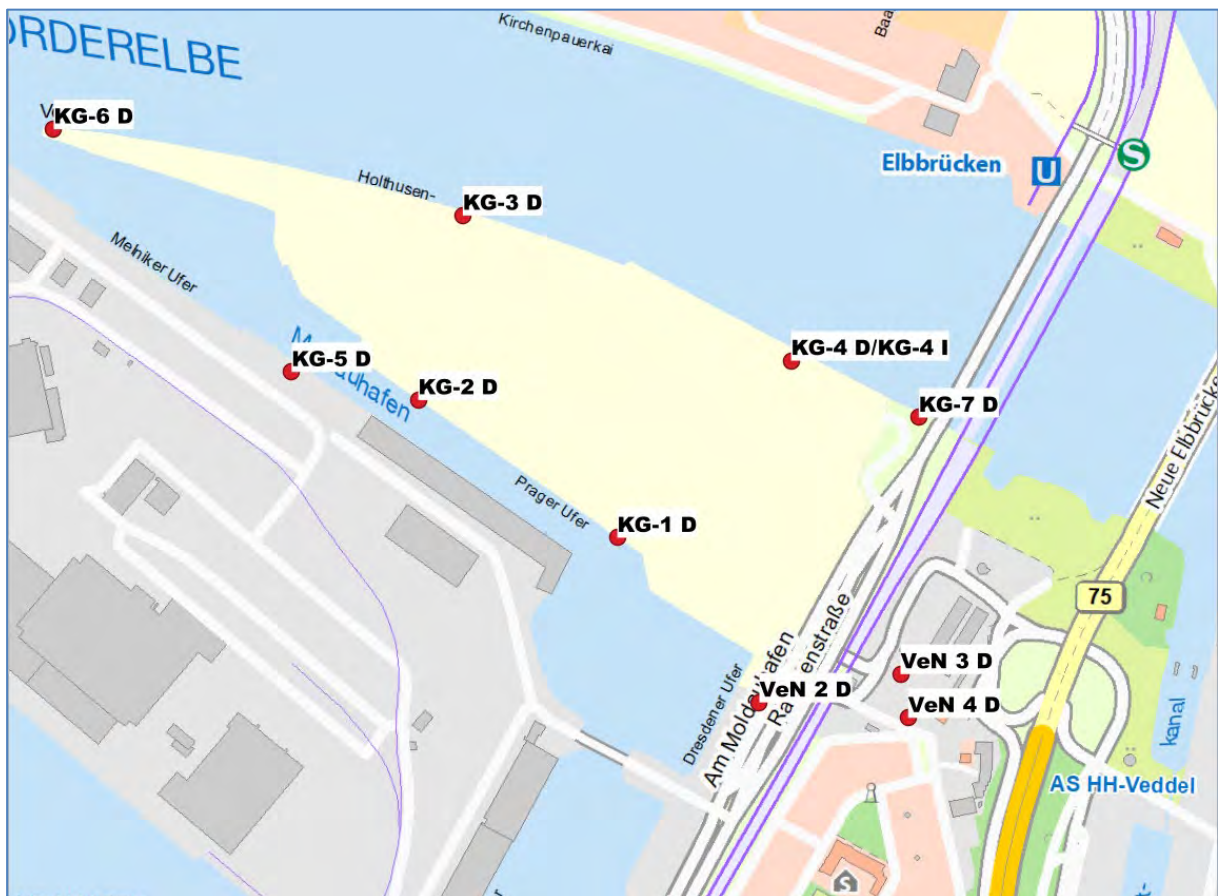 ORDERELBE
Kirchenpauerkai
Baa
KG-6 D
Elbbrücken
U
S
Holthusen-
KG-3 D
Melniker Ufer
KG-5 D
KG-4 D/KG-4 I
KG-2 D
KG-7 D
Neue Elbbrücke
Prager Ufer
KG-1 D
75
Dresdener Ufer
Am Moldauhafen
VeN 3 D
VeN 2 D
VeN 4 D
kanal
AS HH-Veddel
S